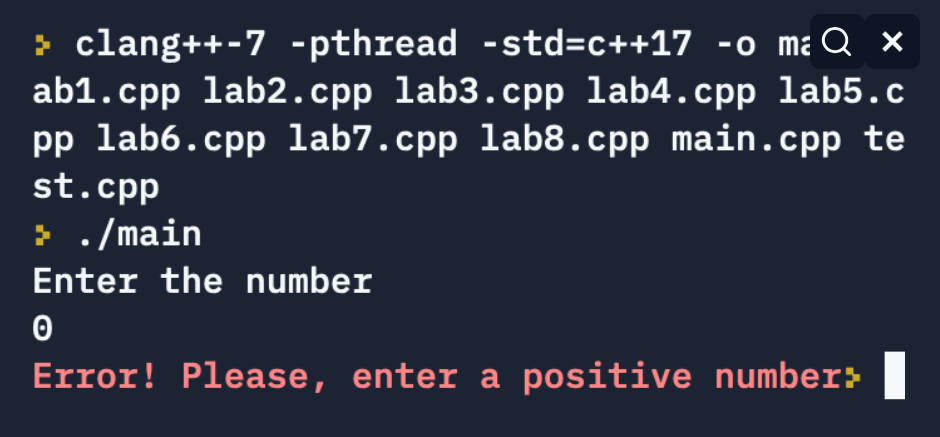 > clang++-7 -pthread -std=c++17 -o ma
ab1.cpp lab2.cpp lab3.cpp lab4.cpp lab5.c
pp lab6.cpp lab7.cpp lab8.cpp main.cpp te
st.cpp
> ./main
Enter the number
0
Error! Please, enter a positive number>